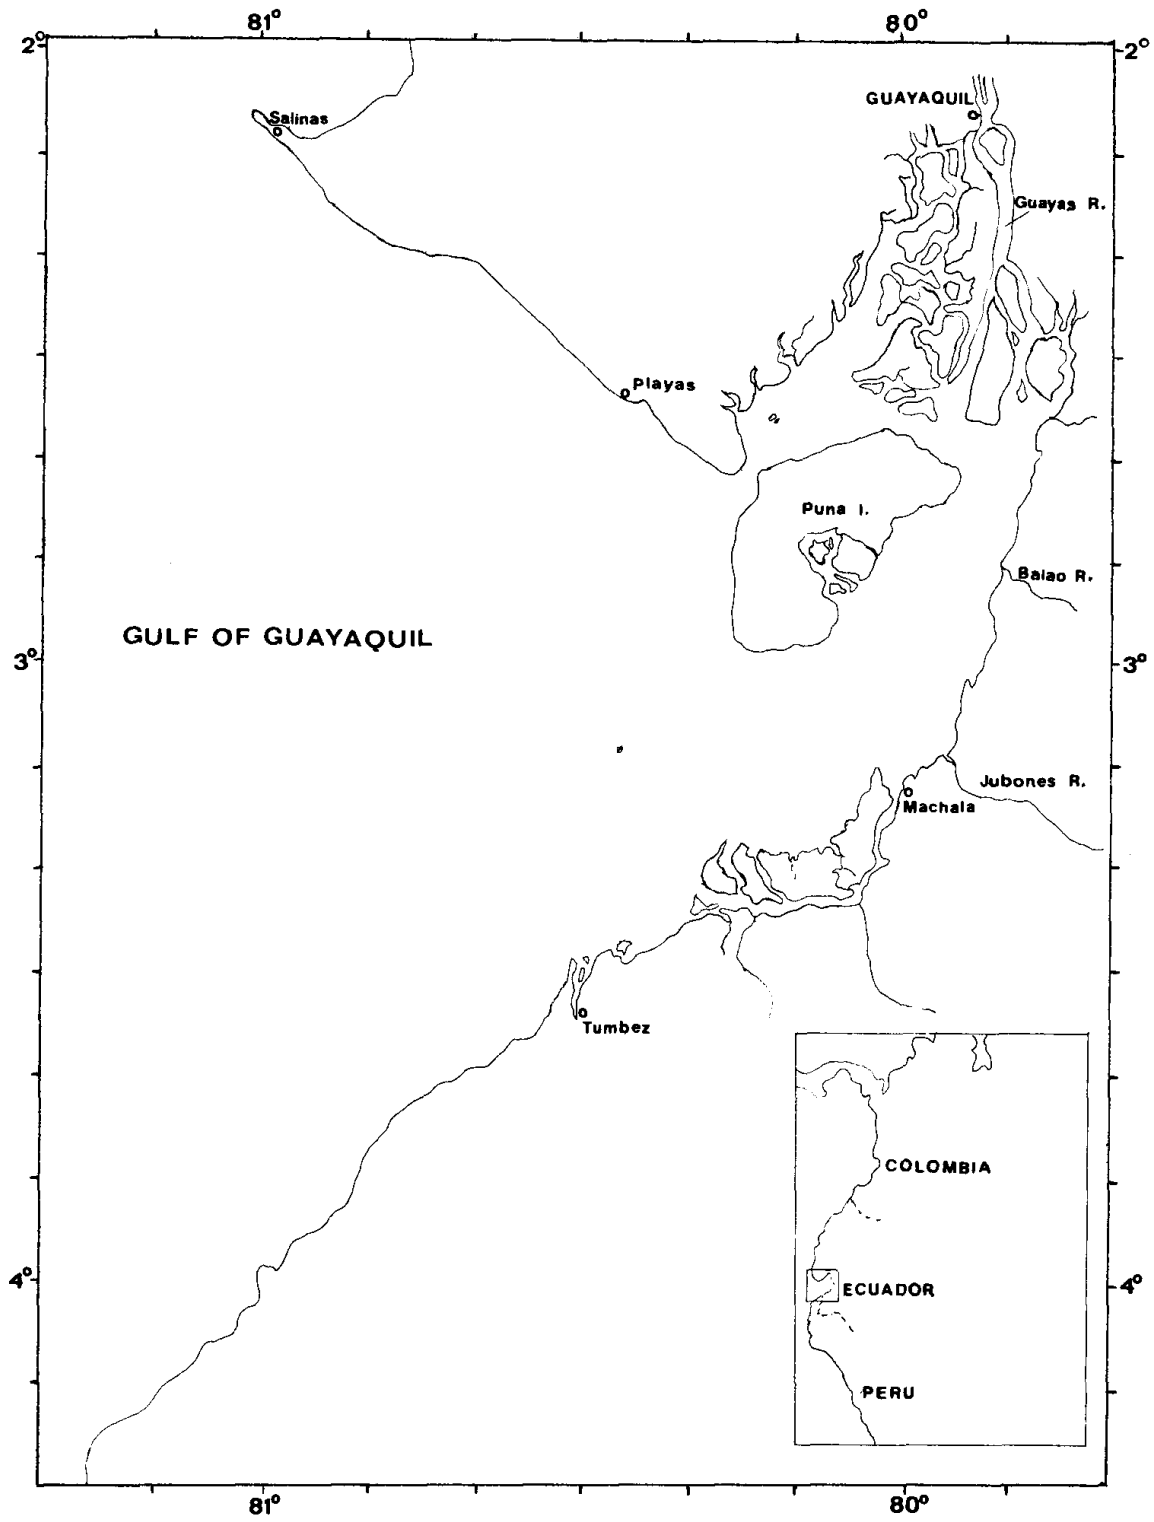 81° 80°
2° 2°
GUAYAQUIL
Salinas
Guayas R.
Playas
Puna I.
Balao R.
GULF OF GUAYAQUIL
3° 3°
Jubones R.
Machala
Tumbez
COLOMBIA
4° 4°
ECUADOR
PERU
81° 80°